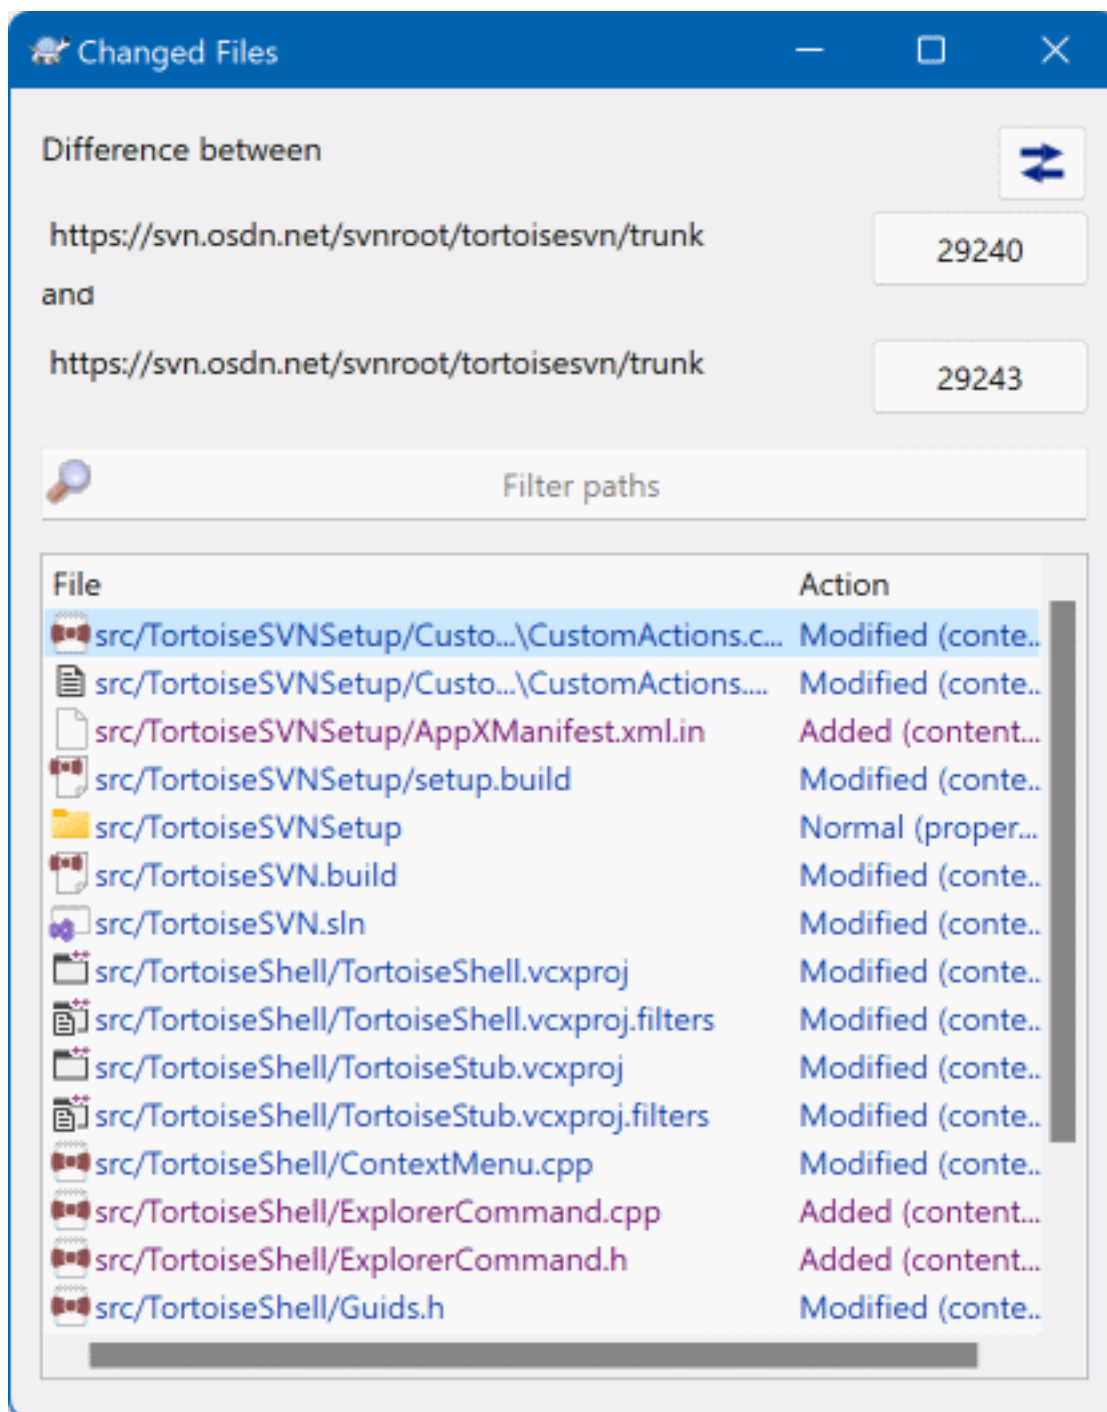 Changed Files
Difference between
https://svn.osdn.net/svnroot/tortoisesvn/trunk 29240
and
https://svn.osdn.net/svnroot/tortoisesvn/trunk 29243
Filter paths
File Action
src/TortoiseSVNSetup/Custo...\CustomActions.c... Modified (conte..
src/TortoiseSVNSetup/Custo...\CustomActions.... Modified (conte..
src/TortoiseSVNSetup/AppXManifest.xml.in Added (content...
src/TortoiseSVNSetup/setup.build Modified (conte..
src/TortoiseSVNSetup Normal (proper...
src/TortoiseSVN.build Modified (conte..
src/TortoiseSVN.sln Modified (conte..
src/TortoiseShell/TortoiseShell.vcxproj Modified (conte..
src/TortoiseShell/TortoiseShell.vcxproj.filters Modified (conte..
src/TortoiseShell/TortoiseStub.vcxproj Modified (conte..
src/TortoiseShell/TortoiseStub.vcxproj.filters Modified (conte..
src/TortoiseShell/ContextMenu.cpp Modified (conte..
src/TortoiseShell/ExplorerCommand.cpp Added (content...
src/TortoiseShell/ExplorerCommand.h Added (content...
src/TortoiseShell/Guids.h Modified (conte..